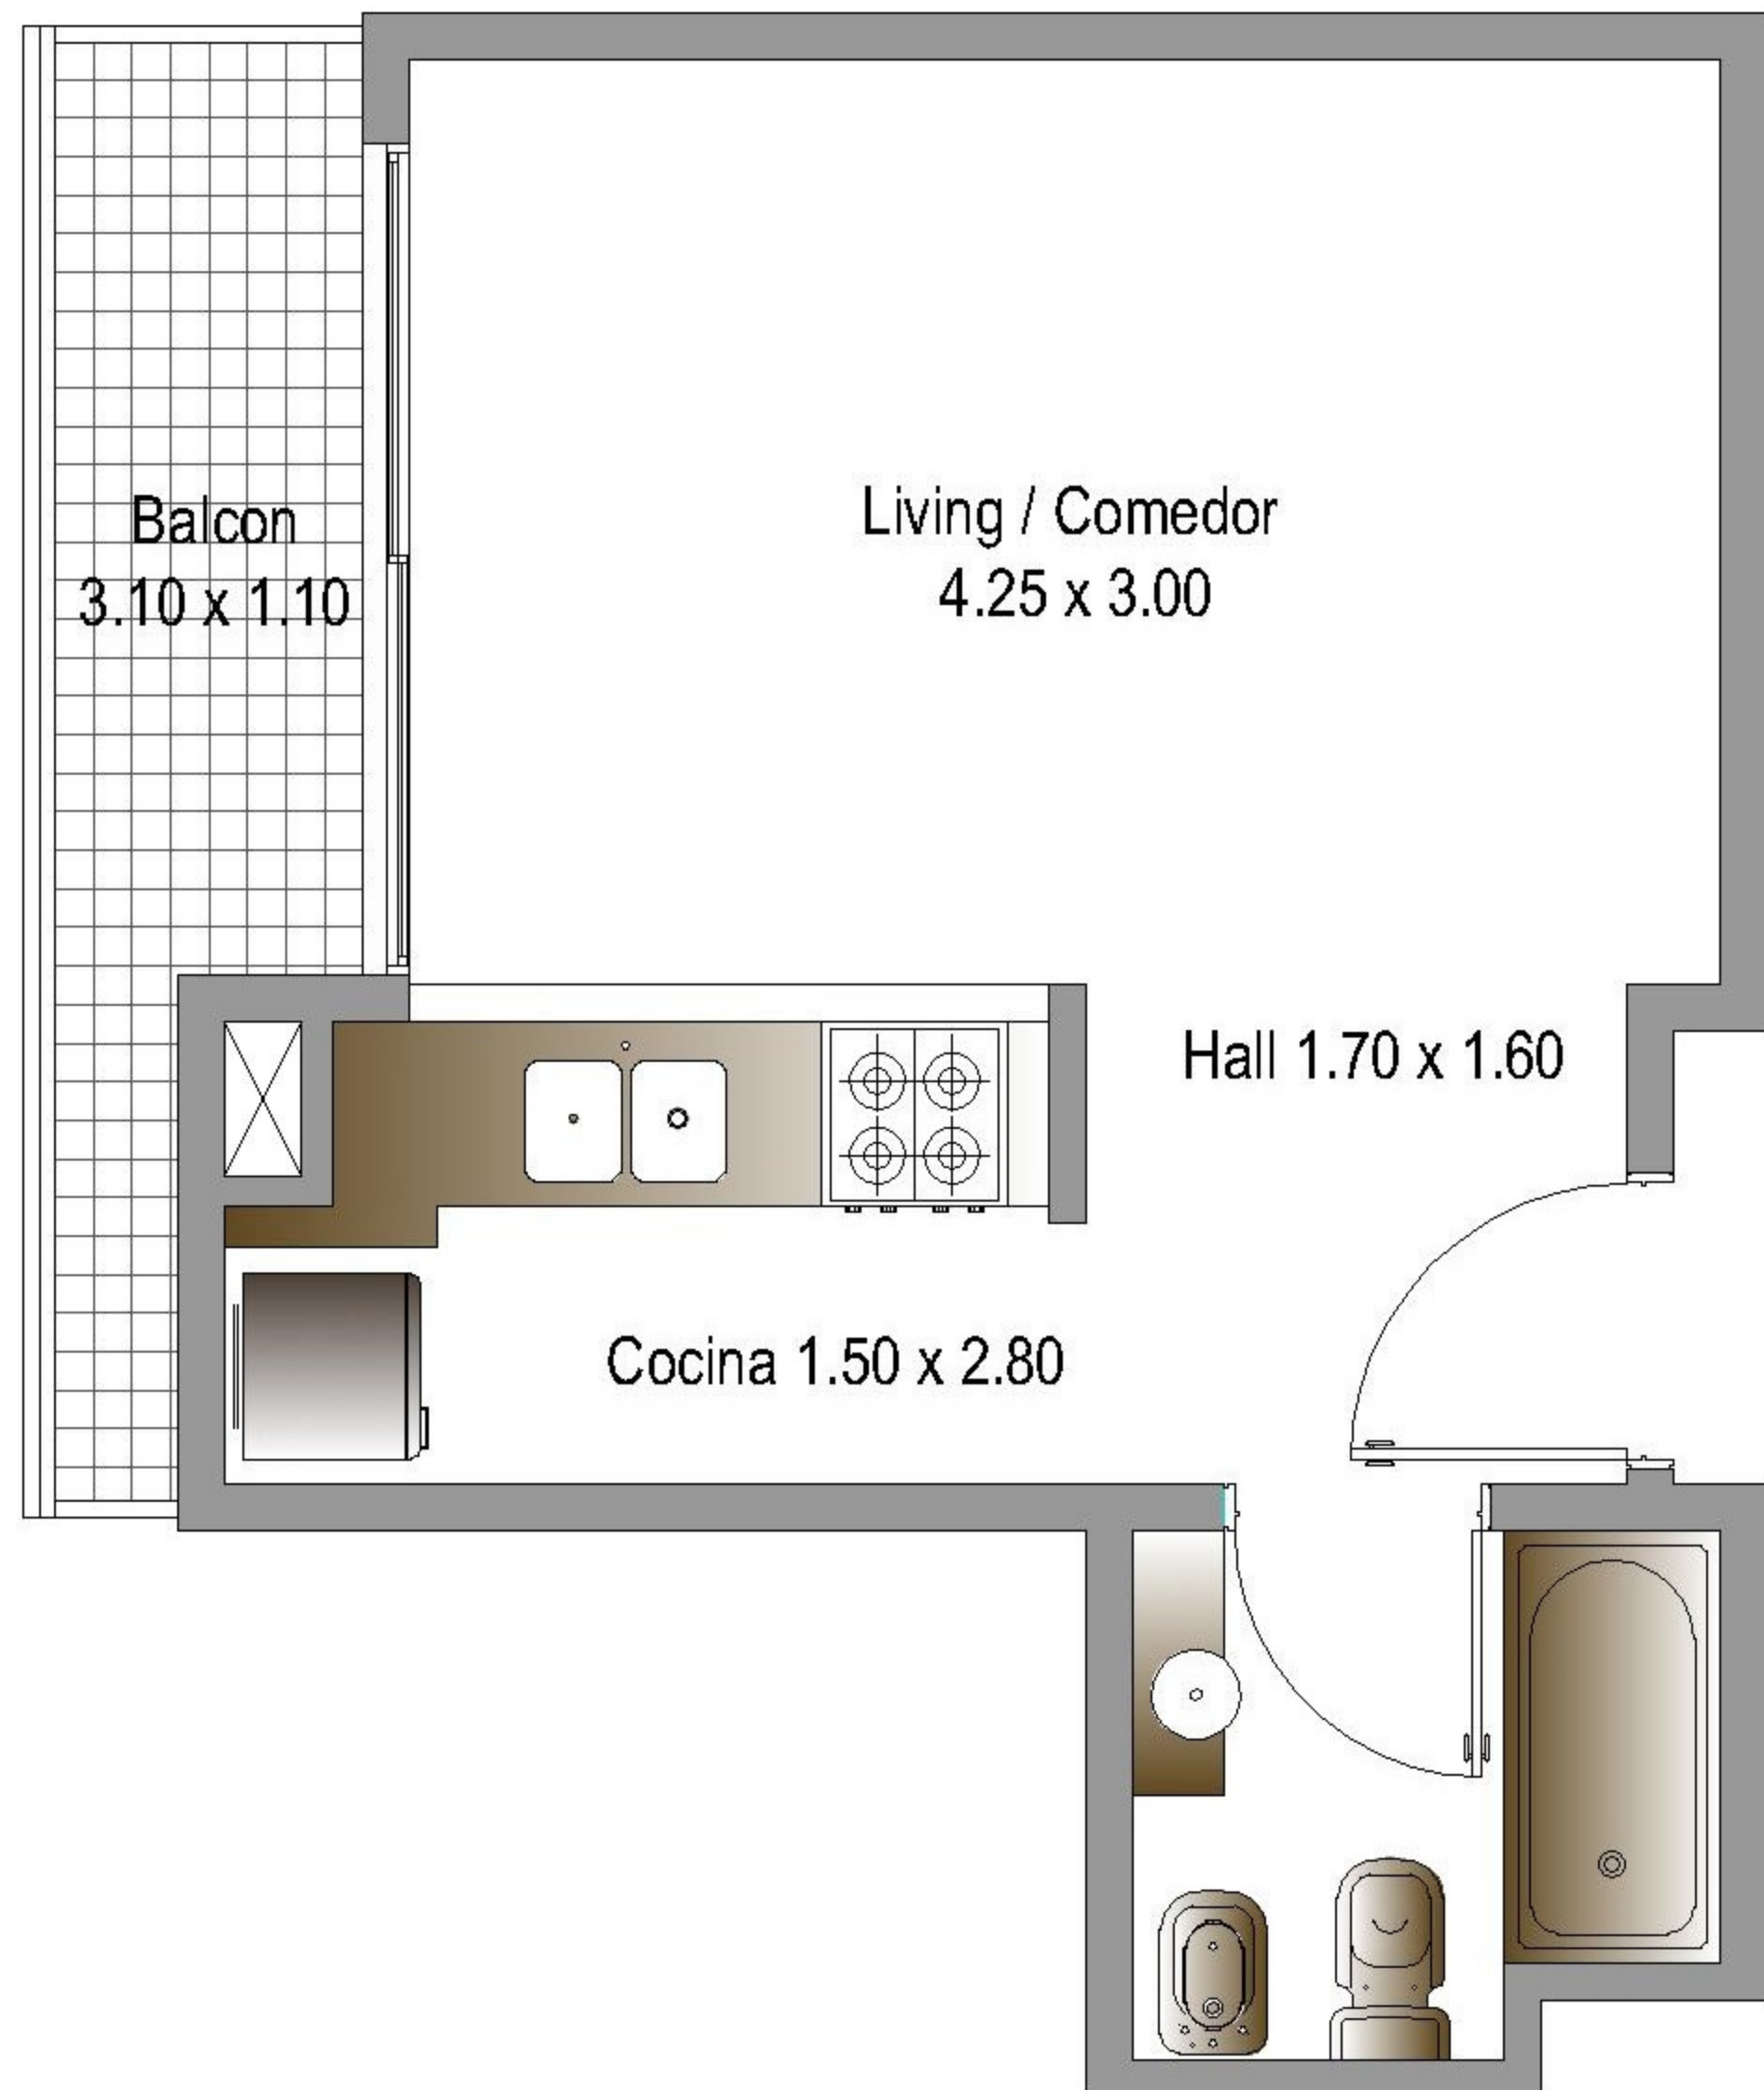 Living / Comedor
4.25 x 3.00
Balcon
3.10 x 1.10
Hall 1.70 x 1.60
Cocina 1.50 x 2.80